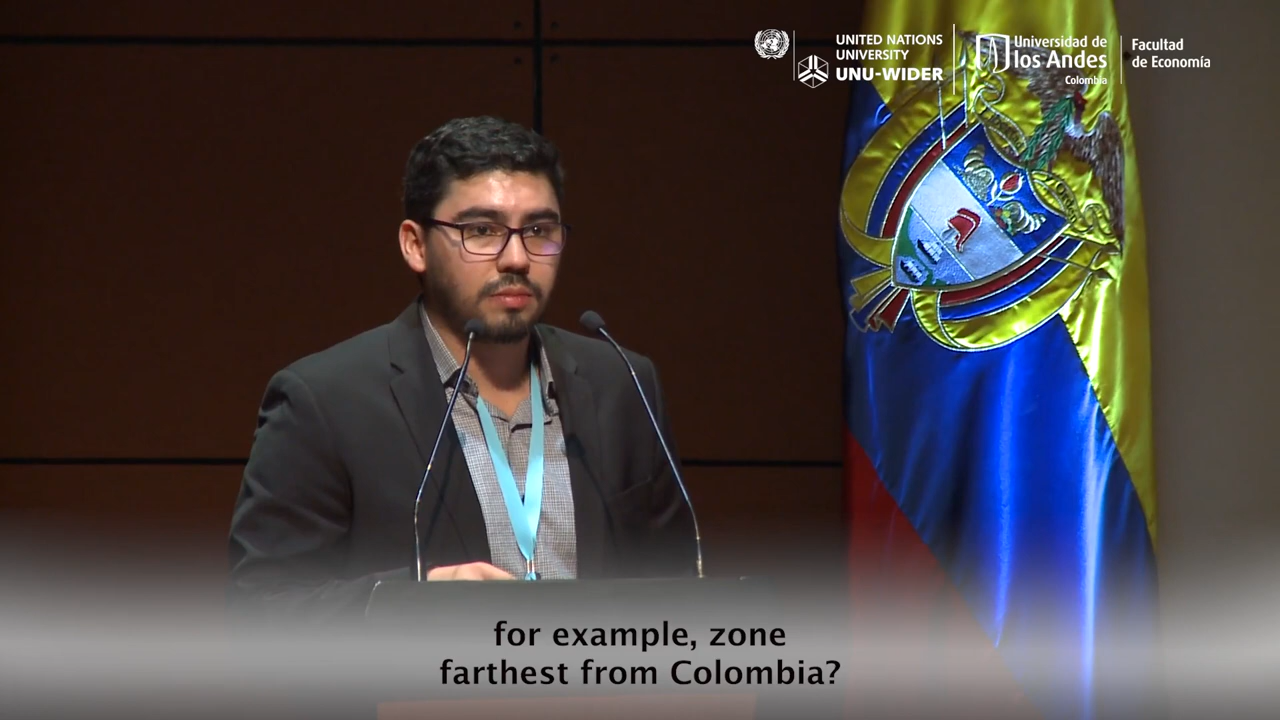 UNITED NATIONS
UNIVERSITY
UNU-WIDER
Universidad de
los Andes
Colombia
Facultad
de Economía
for example, zone
farthest from Colombia?